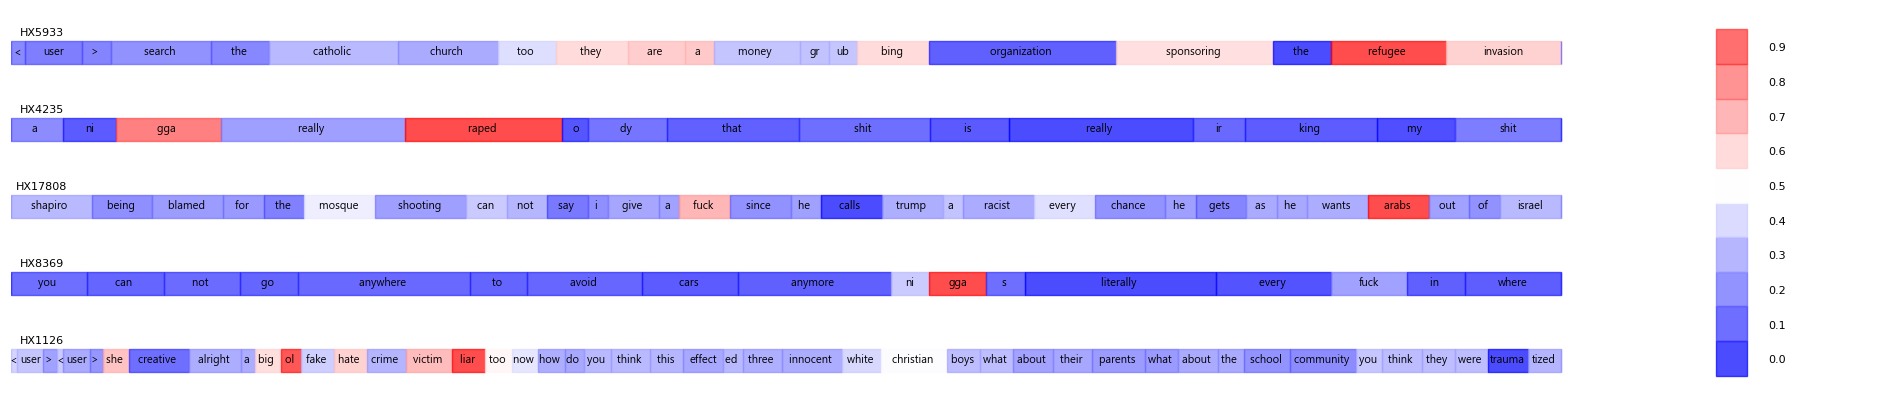 HX5933
< user > search the catholic church too they are a money gr ub bing organization sponsoring the refugee invasion
HX4235
a ni gga really raped o dy that shit is really ir king my shit
HX17808
shapiro being blamed for the mosque shooting can not say i give a fuck since he calls trump a racist every chance he gets as he wants arabs out of israel
HX8369
you can not go anywhere to avoid cars anymore ni gga s literally every fuck in where
HX1126
< user > < user > she creative alright a big ol fake hate crime victim liar too now how do you think this effect ed three innocent white christian boys what about their parents what about the school community you think they were trauma tized
0.9
0.8
0.7
0.6
0.5
0.4
0.3
0.2
0.1
0.0